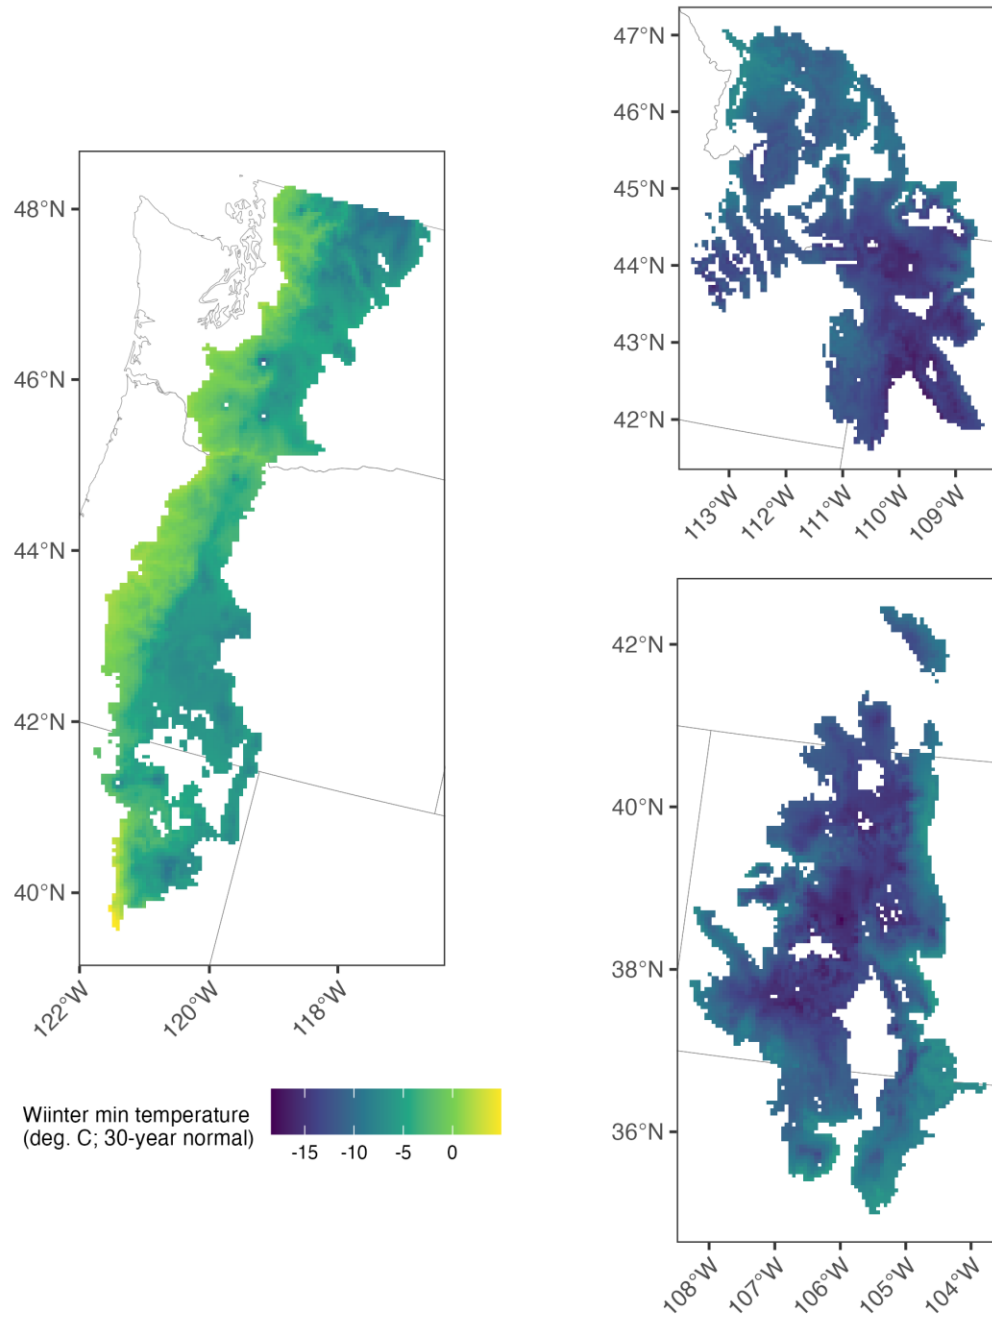 48°N
46°N
44°N
42°N
40°N
122°W
120°W
118°W
Wiinter min temperature
(deg. C; 30-year normal)
-15
-10
-5
0
47°N
46°N
45°N
44°N
43°N
42°N
113°W
112°W
111°W
110°W
109°W
42°N
40°N
38°N
36°N
108°W
107°W
106°W
105°W
104°W